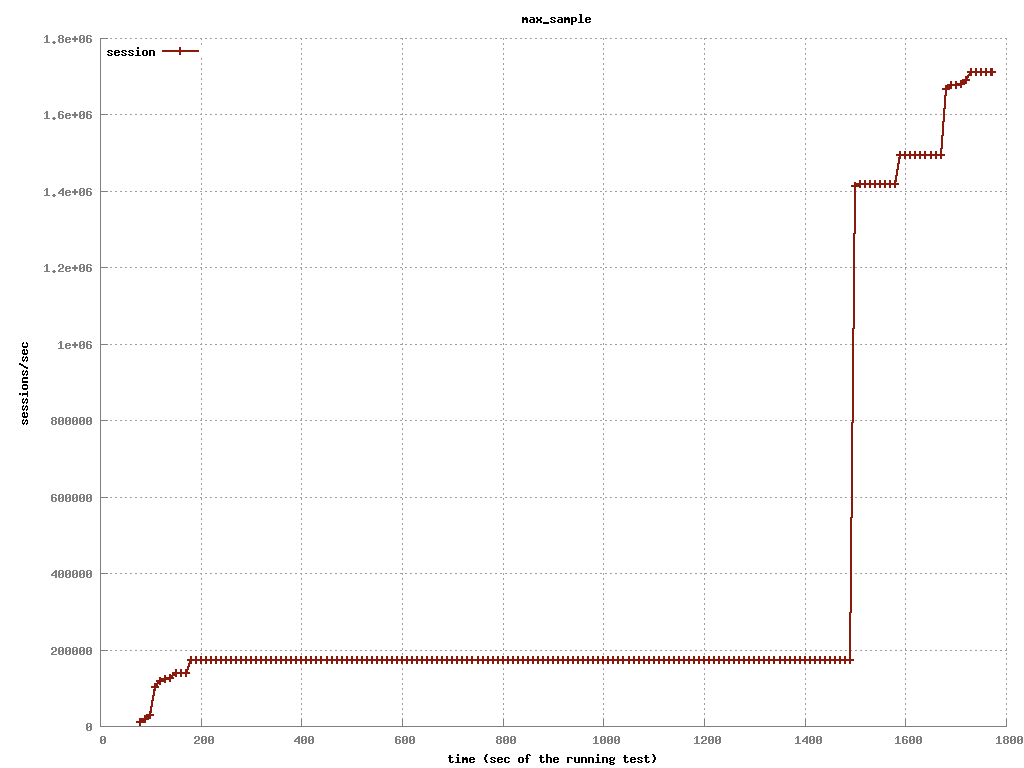 max_sample
session
1.8e+06
1.6e+06
1.4e+06
1.2e+06
1e+06
800000
600000
400000
200000
0
sessions/sec
0 200 400 600 800 1000 1200 1400 1600 1800
time (sec of the running test)